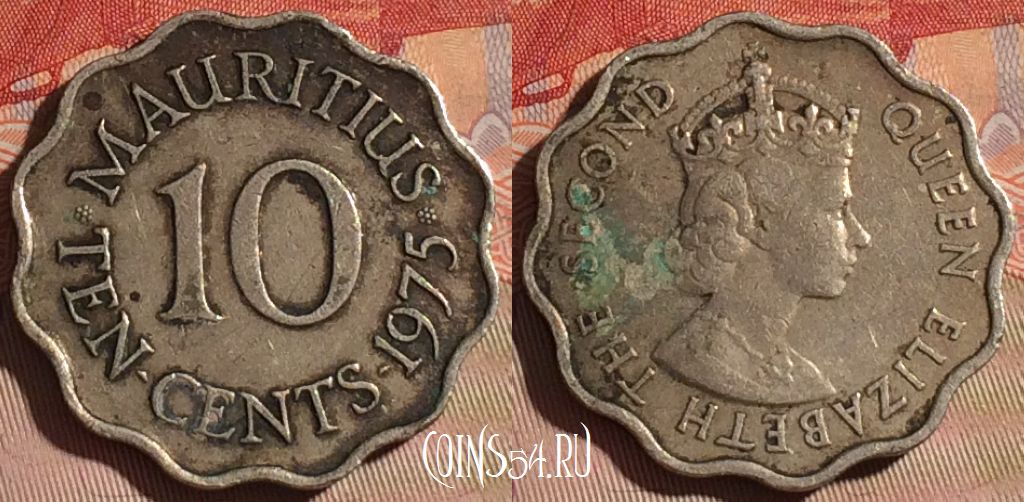 MAURITIUS
10
TEN·CENTS·1975
QUEEN ELIZABETH THE SECOND
COINS54.RU